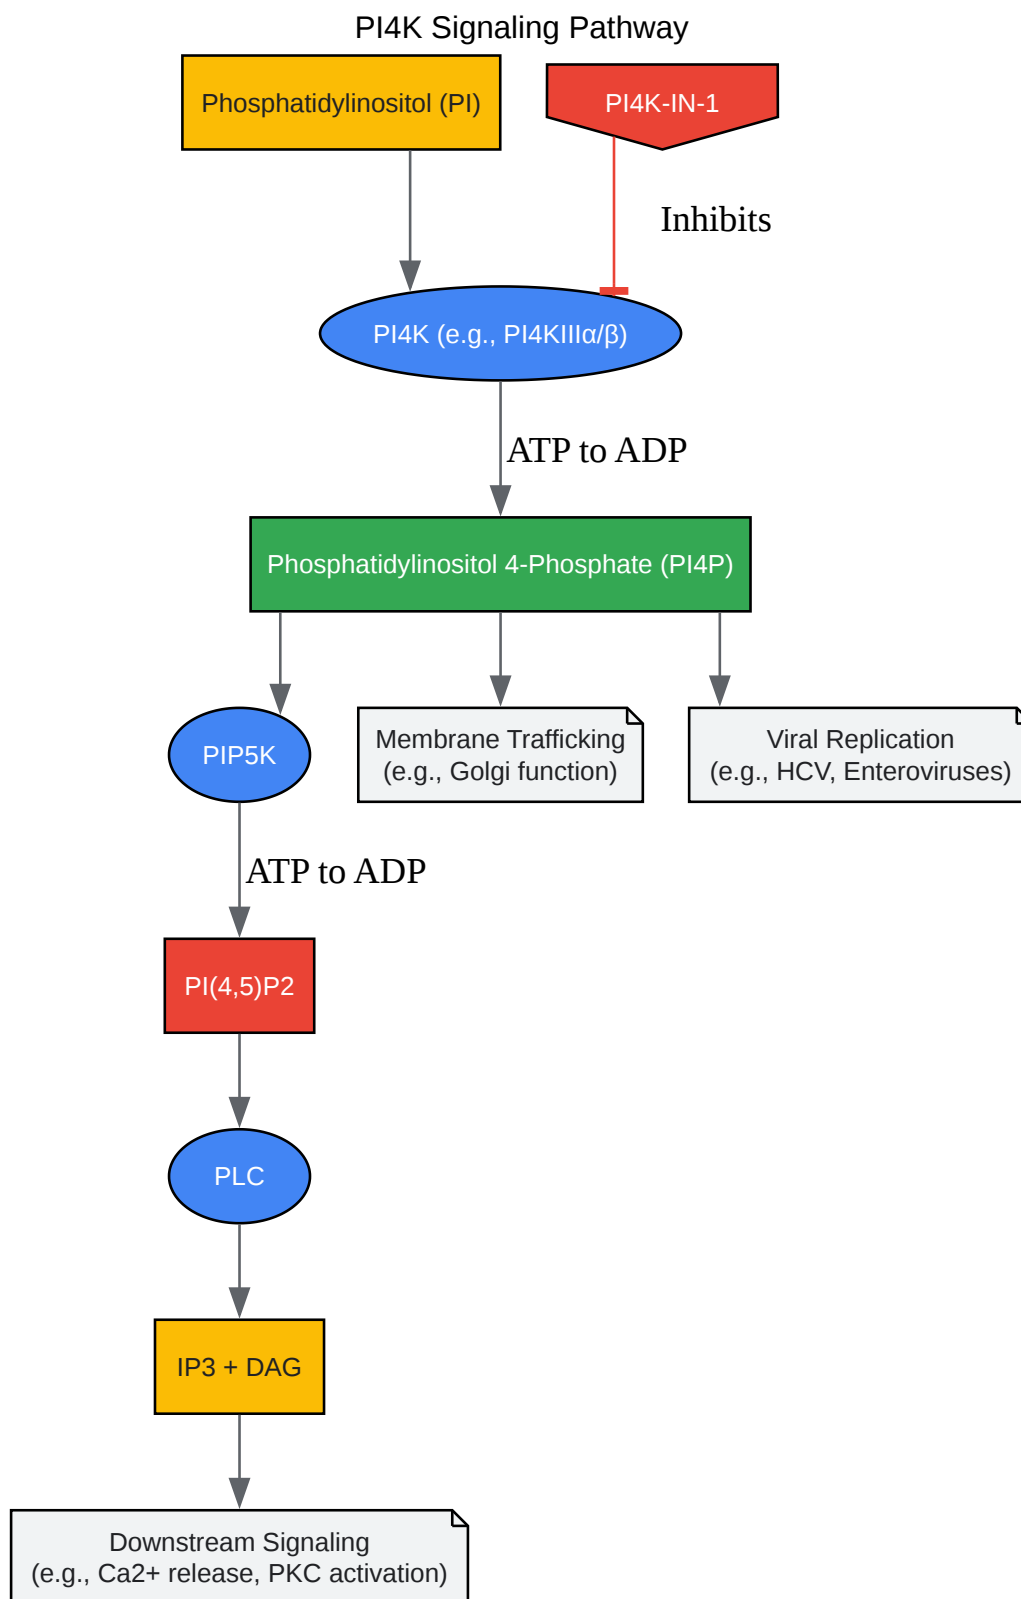 PI4K Signaling Pathway
Phosphatidylinositol (PI)
PI4K-IN-1
Inhibits
PI4K (e.g., PI4KIIIα/β)
ATP to ADP
Phosphatidylinositol 4-Phosphate (PI4P)
PIP5K
Membrane Trafficking
(e.g., Golgi function)
Viral Replication
(e.g., HCV, Enteroviruses)
ATP to ADP
PI(4,5)P2
PLC
IP3 + DAG
Downstream Signaling
(e.g., Ca2+ release, PKC activation)